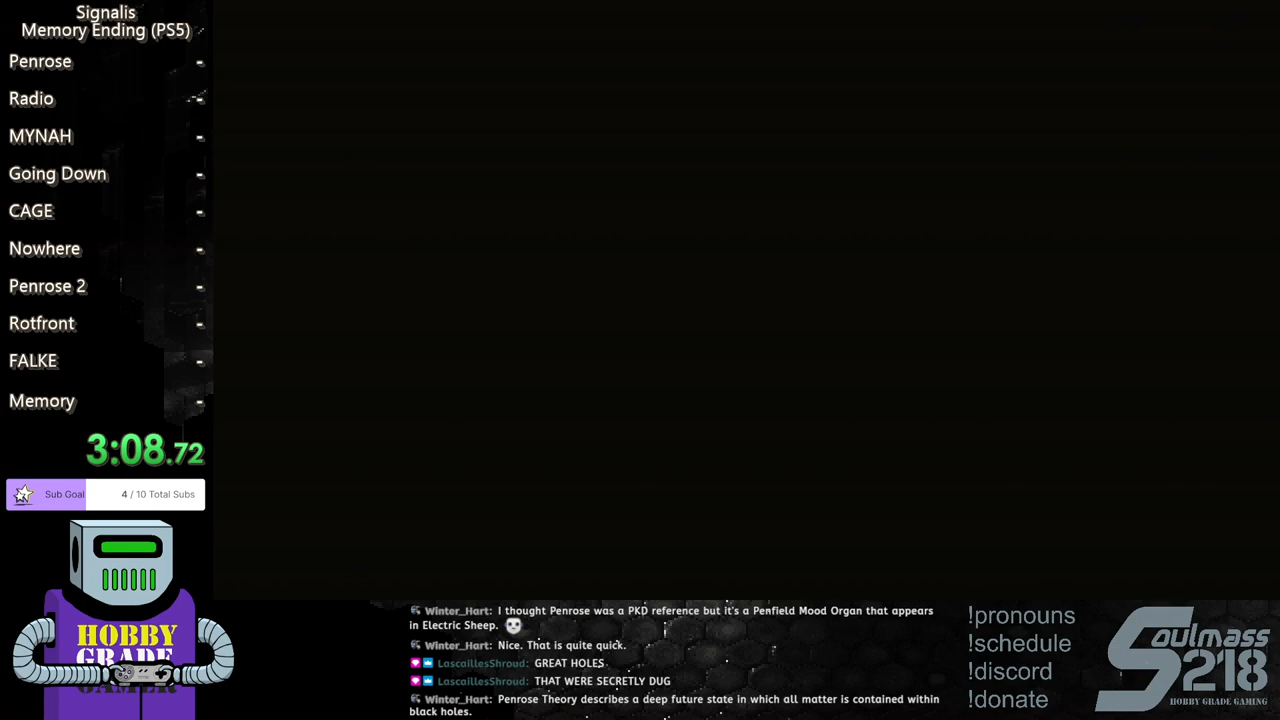 Signalis
Memory Ending (PS5)
Penrose -
Radio -
MYNAH -
Going Down -
CAGE -
Nowhere -
Penrose 2 -
Rotfront -
FALKE -
Memory -
3:08.72
Sub Goal 4 / 10 Total Subs
HOBBY
GRADE
GAMER
Winter_Hart: I thought Penrose was a PKD reference but it's a Penfield Mood Organ that appears
in Electric Sheep.
Winter_Hart: Nice. That is quite quick.
LascaillesShroud: GREAT HOLES
LascaillesShroud: THAT WERE SECRETLY DUG
Winter_Hart: Penrose Theory describes a deep future state in which all matter is contained within
black holes.
!pronouns
!schedule
!discord
!donate
Soulmass
218
HOBBY GRADE GAMING